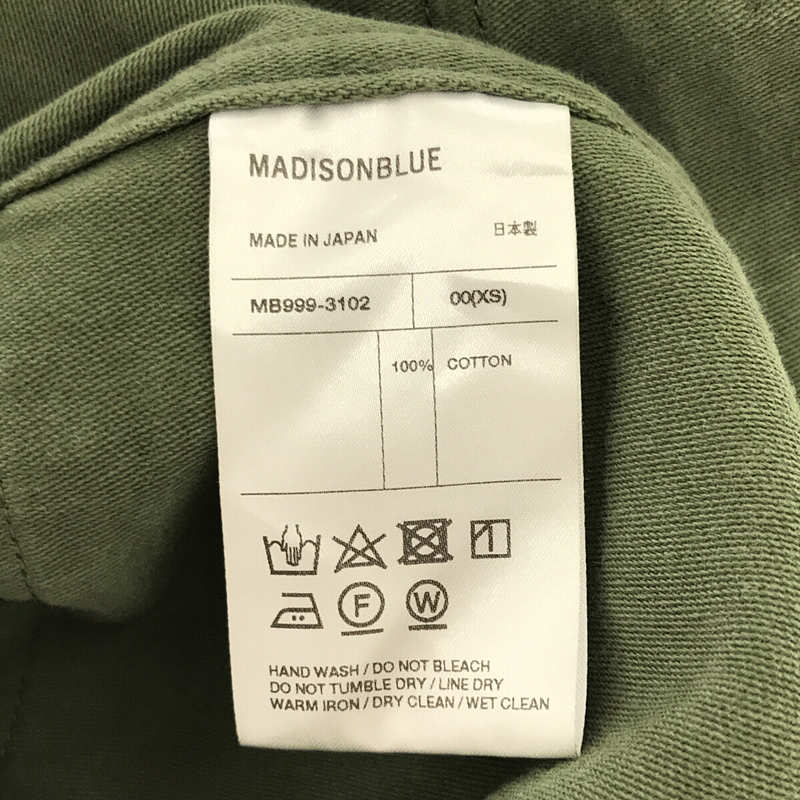 MADISONBLUE
MADE IN JAPAN 日本製
MB999-3102 00(XS)
100% COTTON
F W
HAND WASH / DO NOT BLEACH
DO NOT TUMBLE DRY / LINE DRY
WARM IRON / DRY CLEAN / WET CLEAN